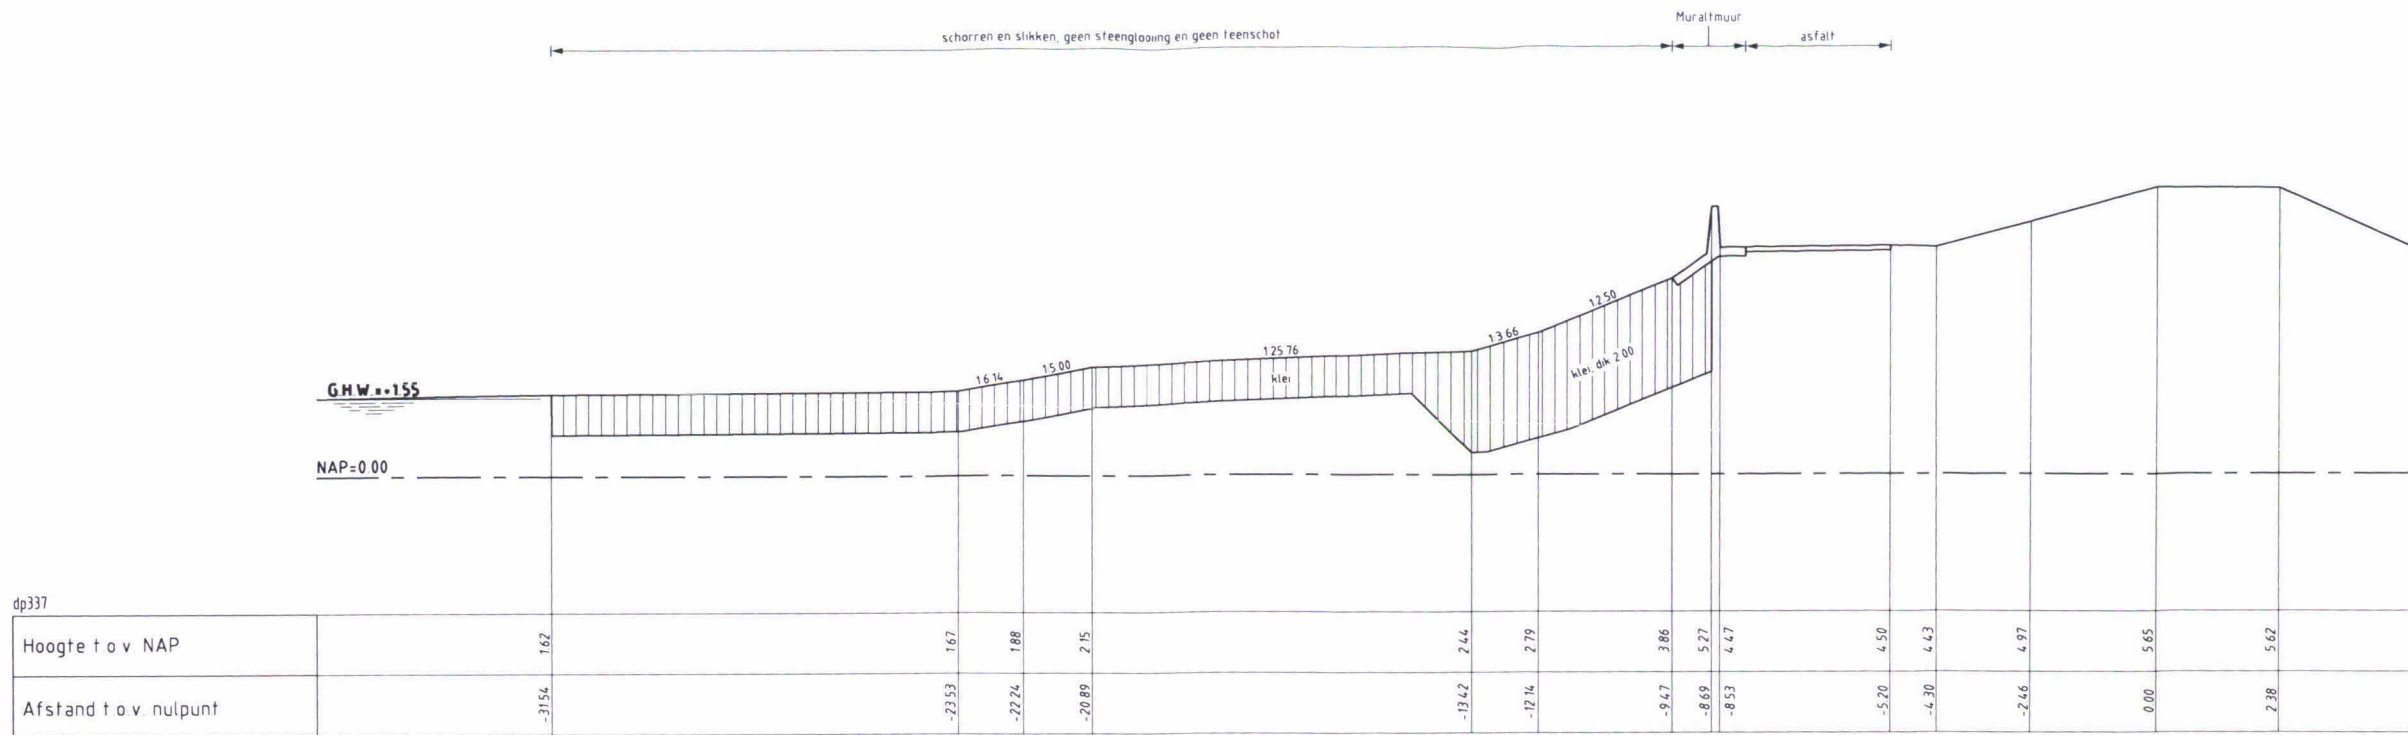 Muraltmuur
schorren en slikken, geen steenglooiing en geen teenschot
asfalt
1:2.50
1:3.66
klei, dik 2.00
1:25.76
klei
1:5.00
1:6.14
G.H.W.=+1.55
NAP=0.00
dp337
Hoogte t o v NAP 1.62 1.67 1.88 2.15 2.44 2.79 3.86 5.27 4.47 4.50 4.43 4.97 5.65 5.62
Afstand t.o.v. nulpunt -31.54 -23.53 -22.24 -20.89 -13.42 -12.14 -9.47 -8.69 -8.53 -5.20 -4.30 -2.46 0.00 2.38